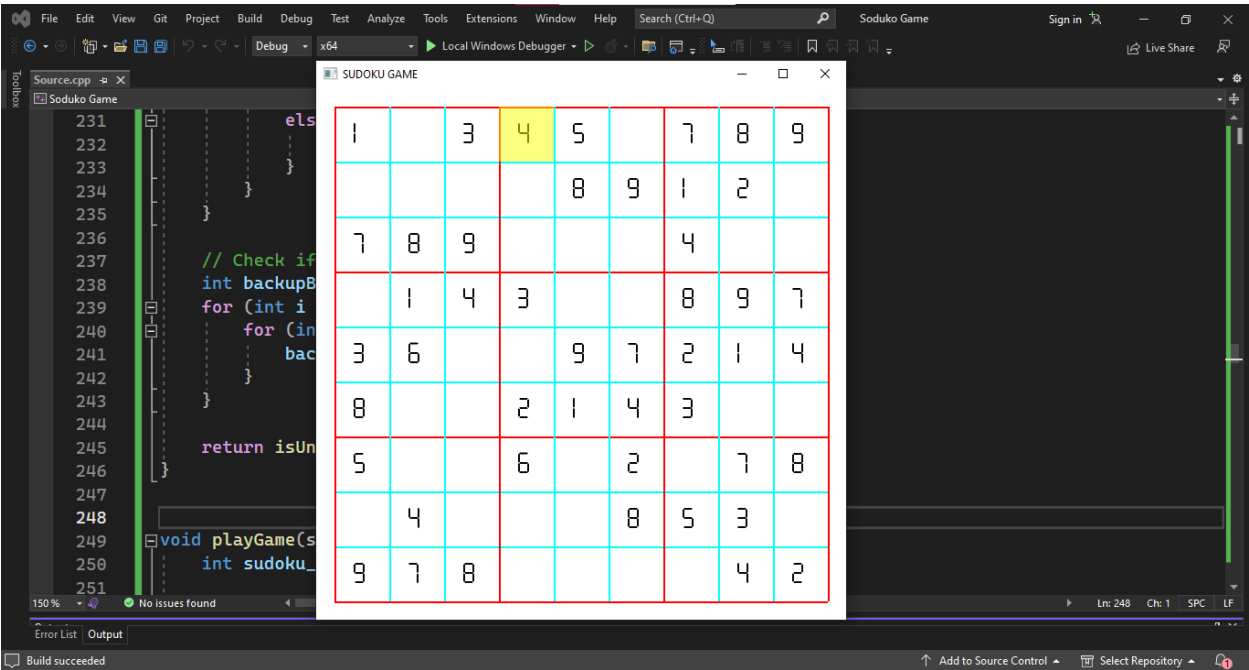 File Edit View Git Project Build Debug Test Analyze Tools Extensions Window Help Search (Ctrl+Q) Soduko Game Sign in
Debug x64 Local Windows Debugger Live Share
Toolbox
Source.cpp
Soduko Game
SUDOKU GAME
231 els
232
233 }
234 }
235 }
236
237 // Check if
238 int backupB
239 for (int i
240 for (in
241 bac
242 }
243 }
244
245 return isUn
246 }
247
248
249 void playGame(s
250 int sudoku_
251
1 3 4 5 7 8 9
8 9 1 2
7 8 9 4
1 4 3 8 9 7
3 6 9 7 2 1 4
8 2 1 4 3
5 6 2 7 8
4 8 5 3
9 7 8 4 2
150 % No issues found Ln: 248 Ch: 1 SPC LF
Error List Output
Build succeeded Add to Source Control Select Repository 1